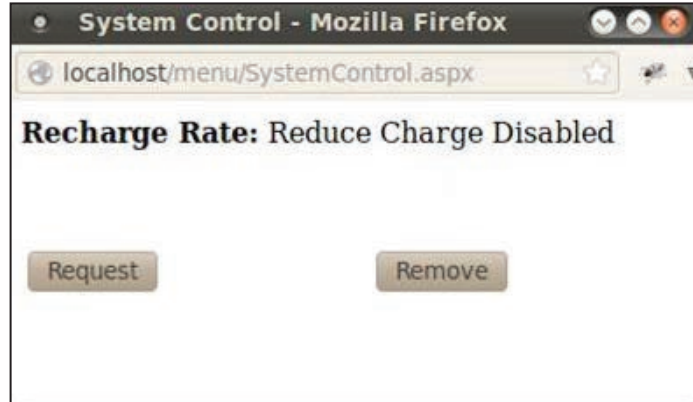 System Control - Mozilla Firefox
localhost/menu/SystemControl.aspx
Recharge Rate: Reduce Charge Disabled
Request Remove